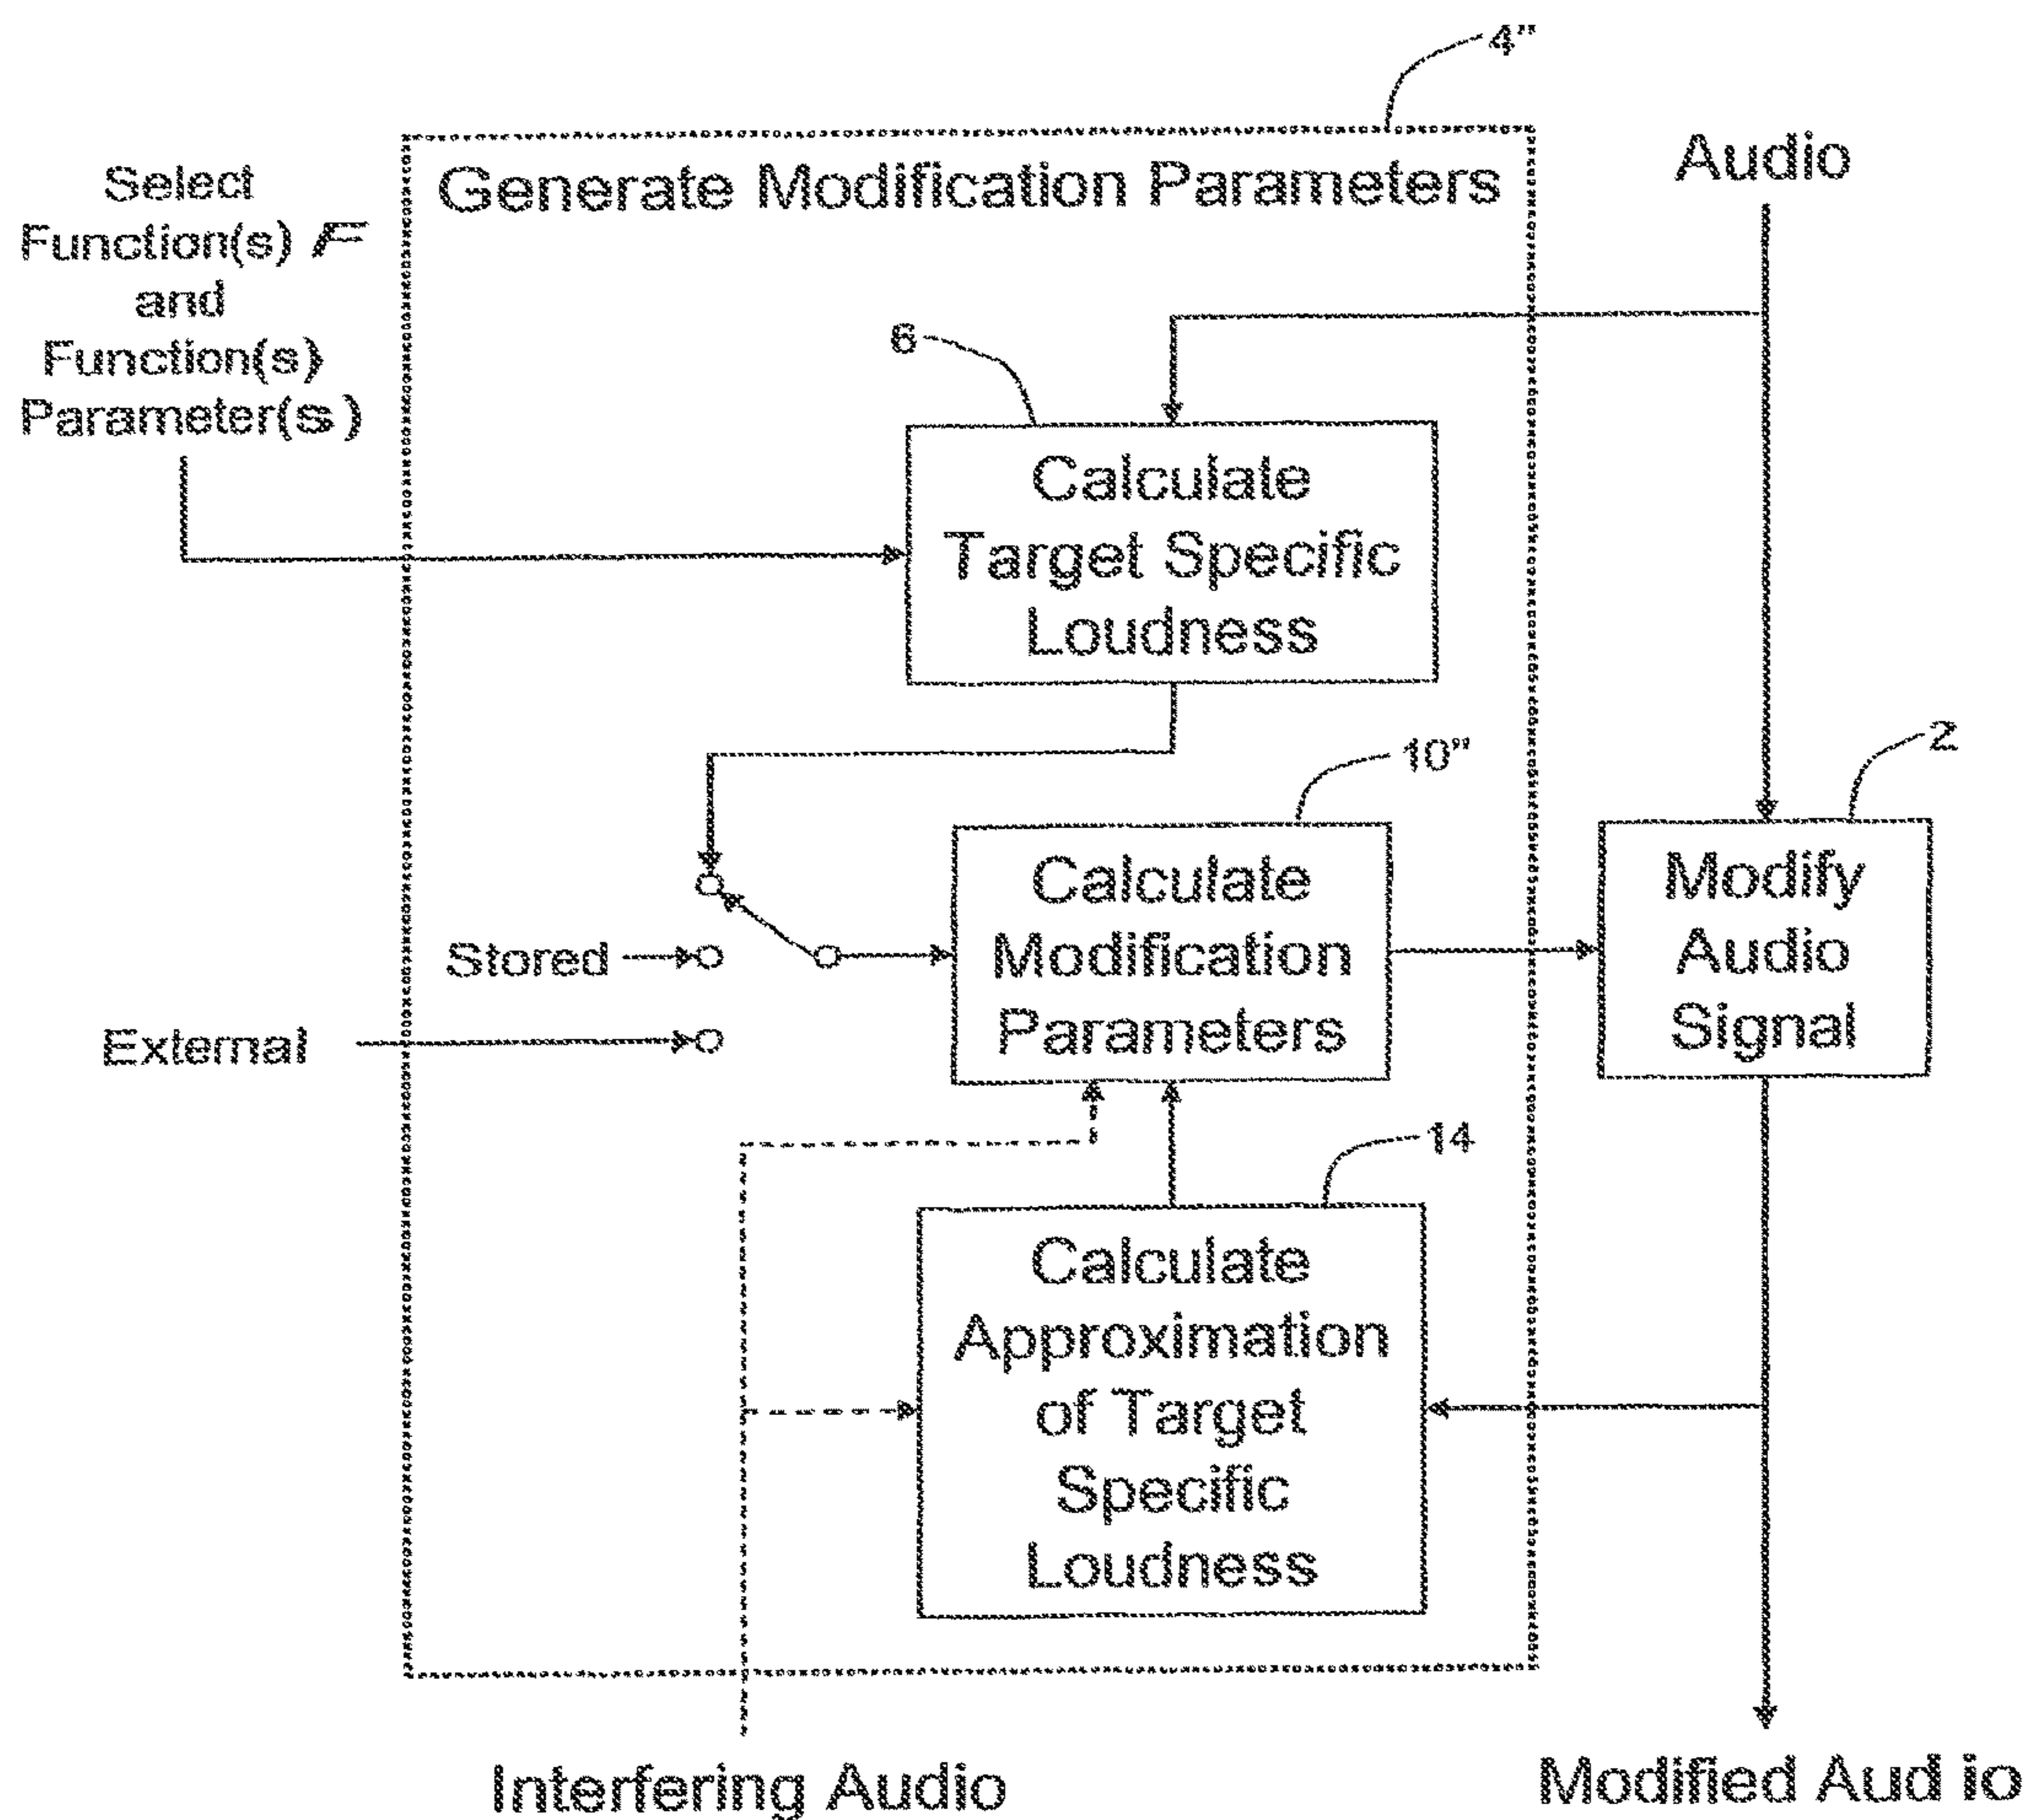 4"
Select
Function(s) F
and
Function(s)
Parameter(s)
Generate Modification Parameters
Audio
6
Calculate
Target Specific
Loudness
10"
2
Calculate
Modification
Parameters
Modify
Audio
Signal
Stored
External
14
Calculate
Approximation
of Target
Specific
Loudness
Interfering Audio
Modified Aud io